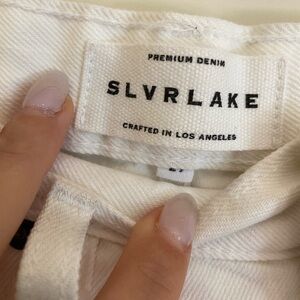 PREMIUM DENIM
SLVRLAKE
CRAFTED IN LOS ANGELES